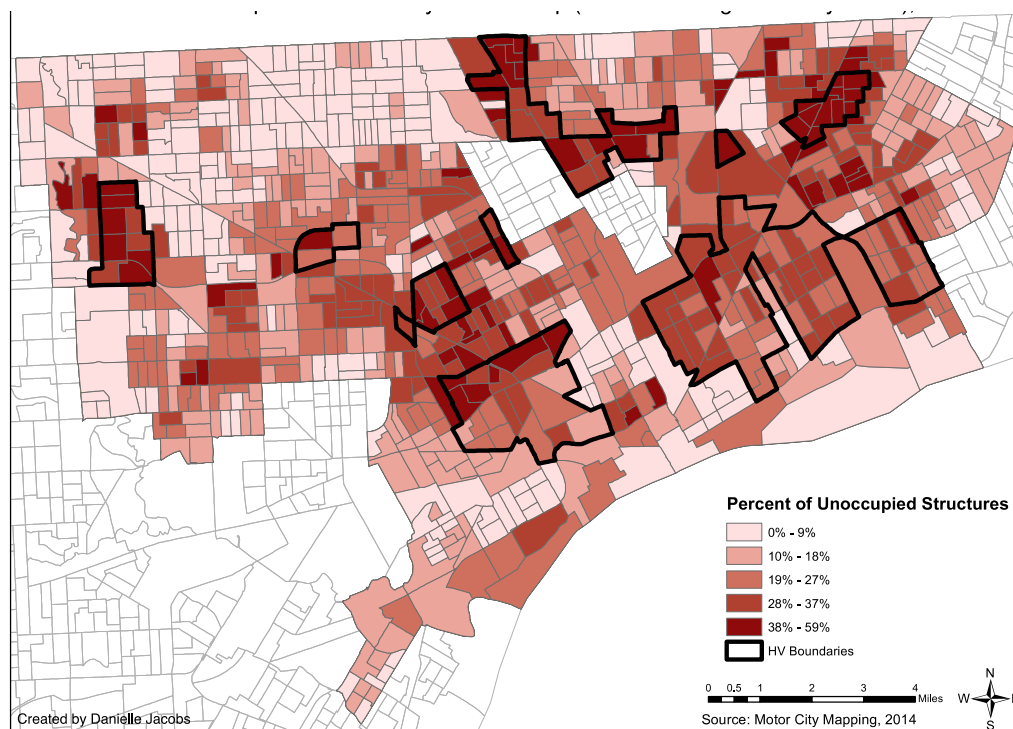 Percent of Unoccupied Structures
0% - 9%
10% - 18%
19% - 27%
28% - 37%
38% - 59%
HV Boundaries
0 0.5 1 2 3 4
Miles
N
W E
S
Created by Danielle Jacobs
Source: Motor City Mapping, 2014